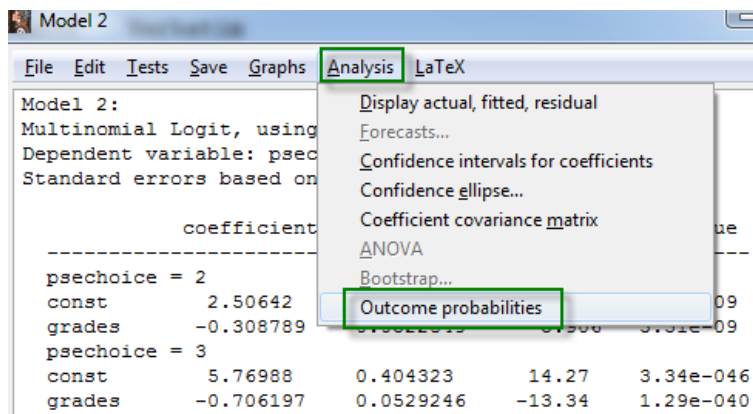 Model 2
File Edit Tests Save Graphs Analysis LaTeX
Model 2:
Multinomial Logit, using
Dependent variable: psec
Standard errors based on
Display actual, fitted, residual
Forecasts...
Confidence intervals for coefficients
Confidence ellipse...
Coefficient covariance matrix
ANOVA
Bootstrap...
Outcome probabilities
coefficient ue
psechoice = 2
const 2.50642 09
grades -0.308789 -09
psechoice = 3
const 5.76988 0.404323 14.27 3.34e-046
grades -0.706197 0.0529246 -13.34 1.29e-040